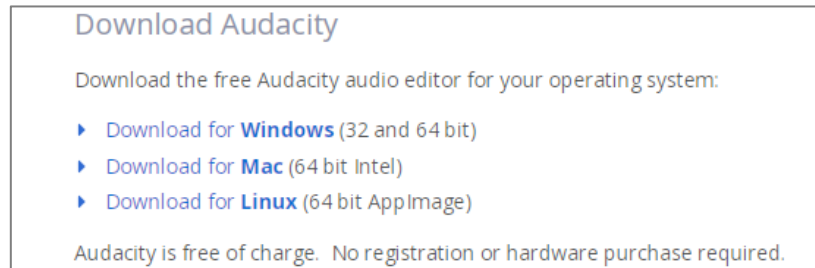 Download Audacity
Download the free Audacity audio editor for your operating system:
Download for Windows (32 and 64 bit)
Download for Mac (64 bit Intel)
Download for Linux (64 bit AppImage)
Audacity is free of charge.  No registration or hardware purchase required.